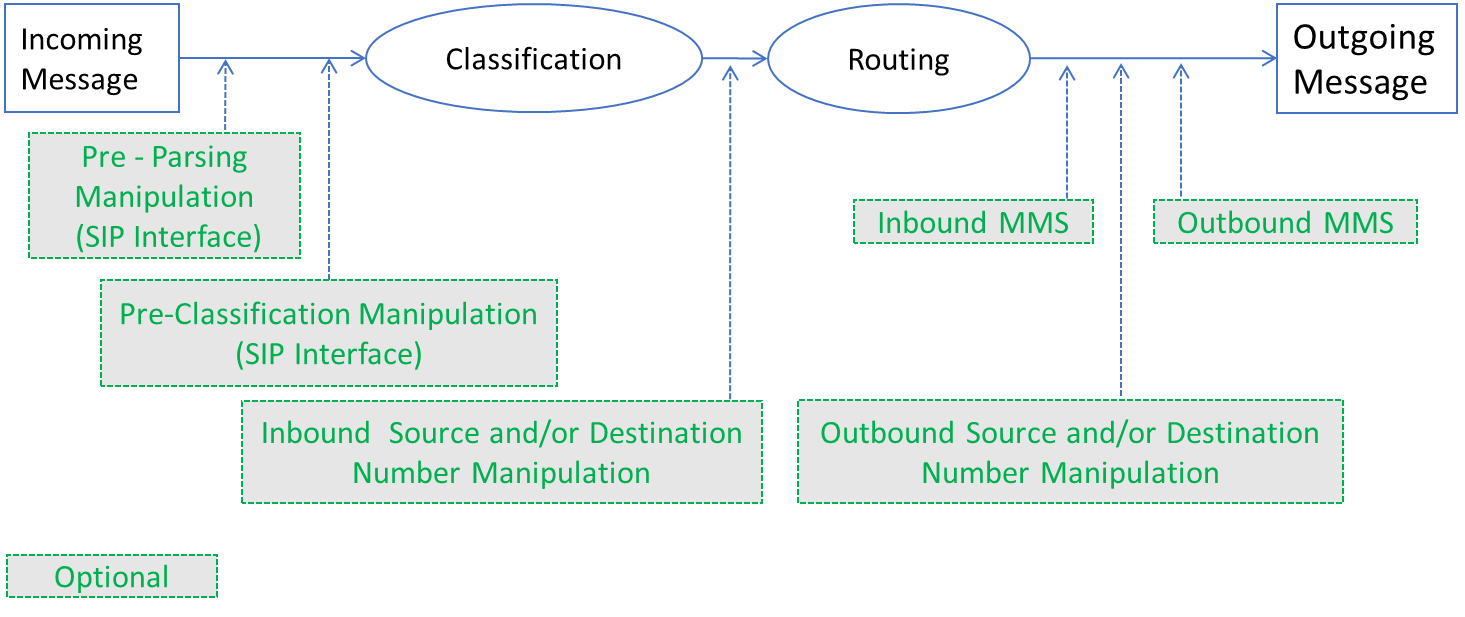 Incoming
Message
Classification
Routing
Outgoing
Message
Pre - Parsing
Manipulation
(SIP Interface)
Inbound MMS
Outbound MMS
Pre-Classification Manipulation
(SIP Interface)
Inbound Source and/or Destination
Number Manipulation
Outbound Source and/or Destination
Number Manipulation
Optional